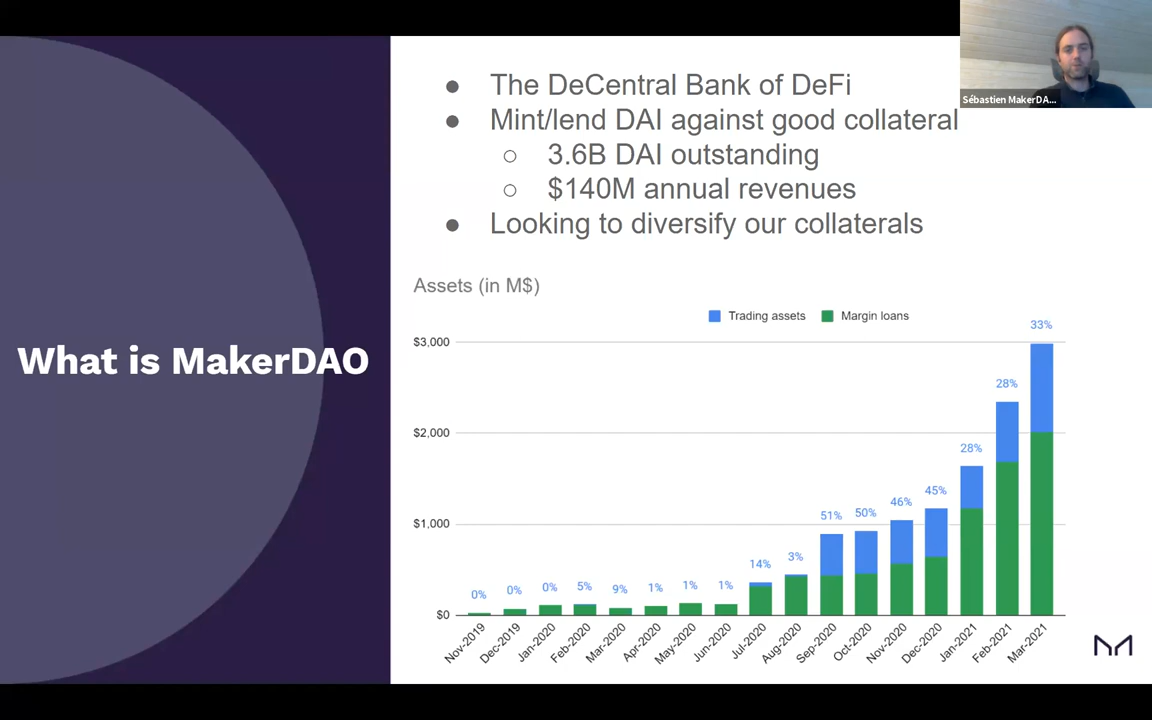 Sébastien MakerDA...
The DeCentral Bank of DeFi
Mint/lend DAI against good collateral
3.6B DAI outstanding
$140M annual revenues
Looking to diversify our collaterals
What is MakerDAO
Assets (in M$)
Trading assets
Margin loans
$3,000
$2,000
$1,000
$0
0%
0%
0%
5%
9%
1%
1%
1%
14%
3%
51%
50%
46%
45%
28%
28%
33%
Nov-2019
Dec-2019
Jan-2020
Feb-2020
Mar-2020
Apr-2020
May-2020
Jun-2020
Jul-2020
Aug-2020
Sep-2020
Oct-2020
Nov-2020
Dec-2020
Jan-2021
Feb-2021
Mar-2021